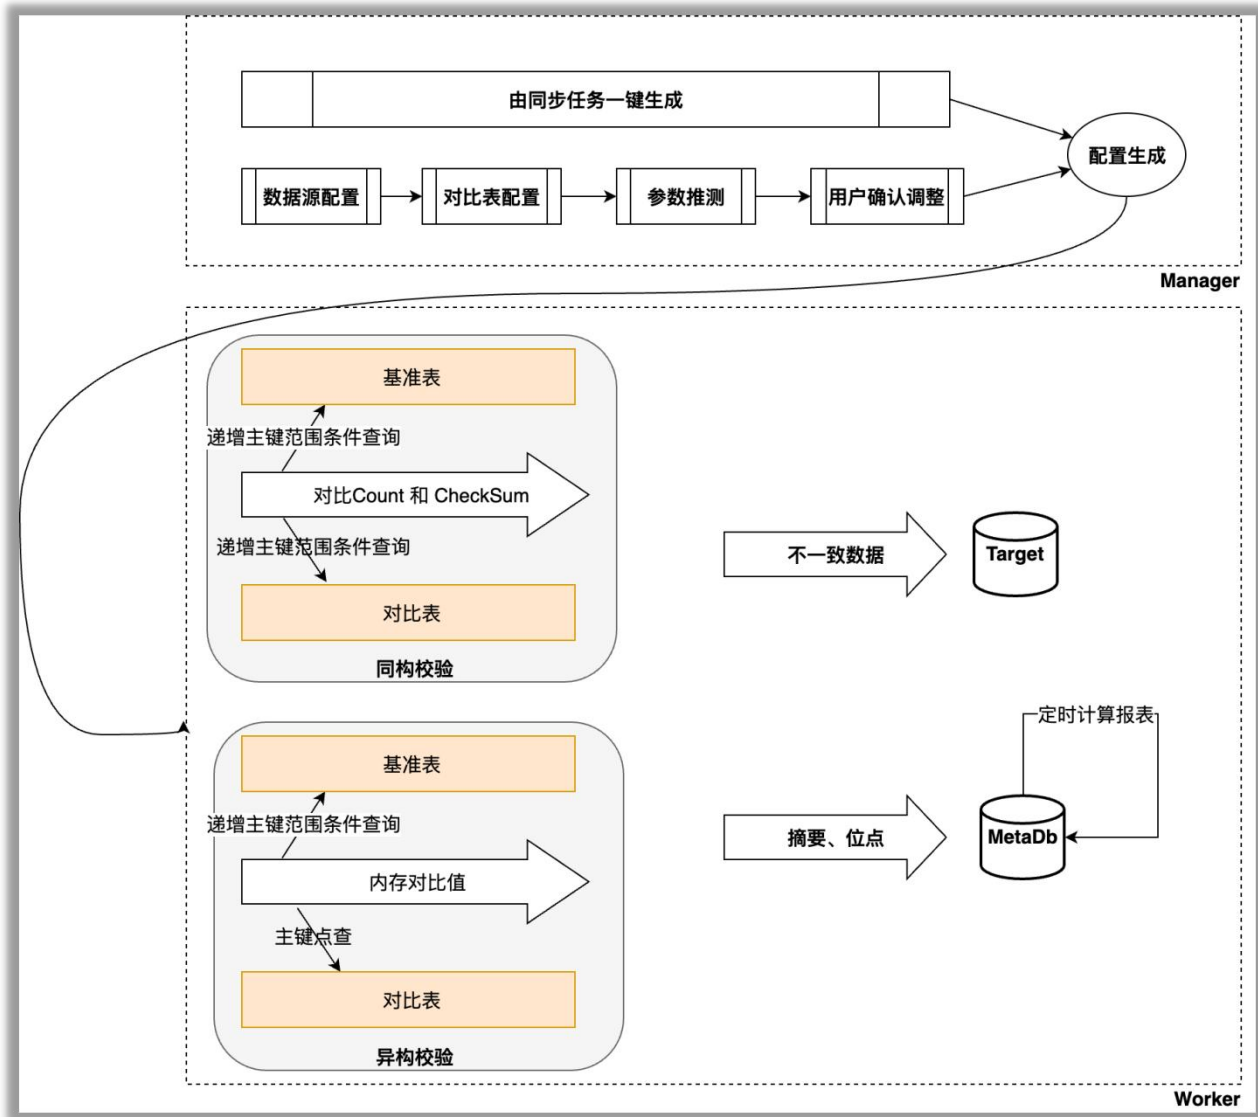 由同步任务一键生成
配置生成
数据源配置
对比表配置
参数推测
用户确认调整
Manager
基准表
递增主键范围条件查询
对比Count 和 CheckSum
递增主键范围条件查询
对比表
同构校验
不一致数据
Target
基准表
递增主键范围条件查询
内存对比值
主键点查
对比表
异构校验
摘要、位点
定时计算报表
MetaDb
Worker